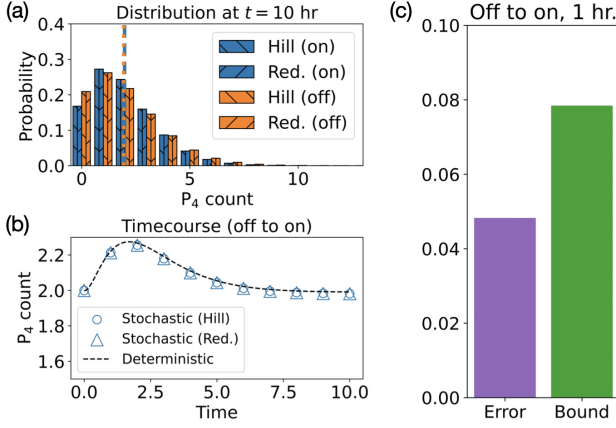 (a)
Distribution at t = 10 hr
Probability
0.4
0.3
0.2
0.1
0.0
Hill (on)
Red. (on)
Hill (off)
Red. (off)
0
5
10
P₄ count
(b)
Timecourse (off to on)
P₄ count
2.2
2.0
1.8
1.6
Stochastic (Hill)
Stochastic (Red.)
Deterministic
0.0
2.5
5.0
7.5
10.0
Time
(c)
Off to on, 1 hr.
0.10
0.08
0.06
0.04
0.02
0.00
Error
Bound